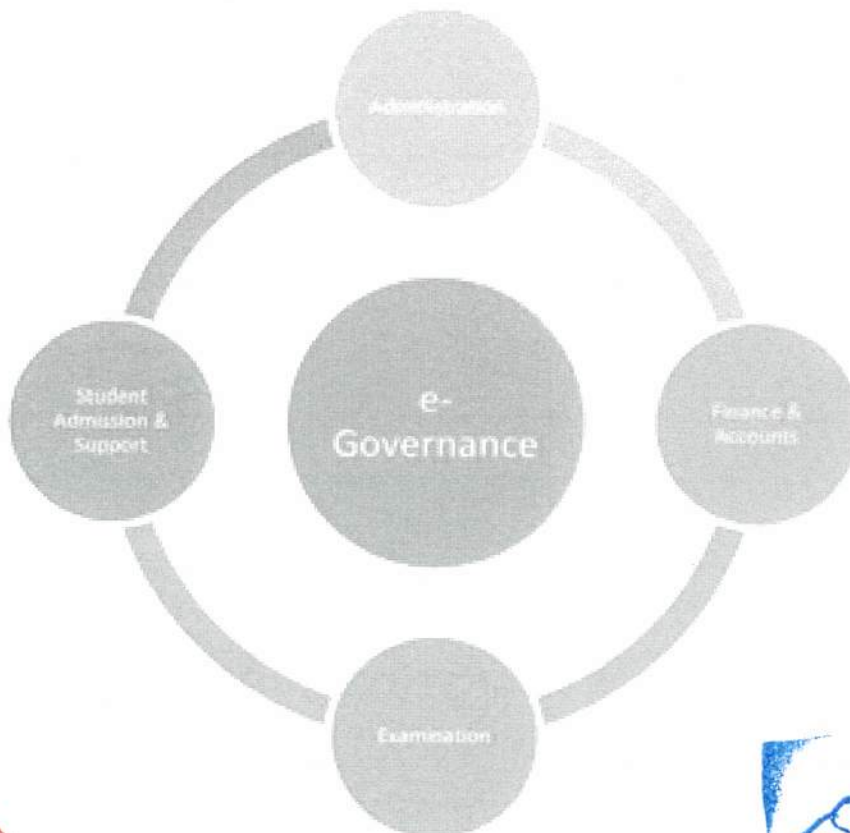 Administration
Student
Admission &
Support
e-
Governance
Finance &
Accounts
Examination